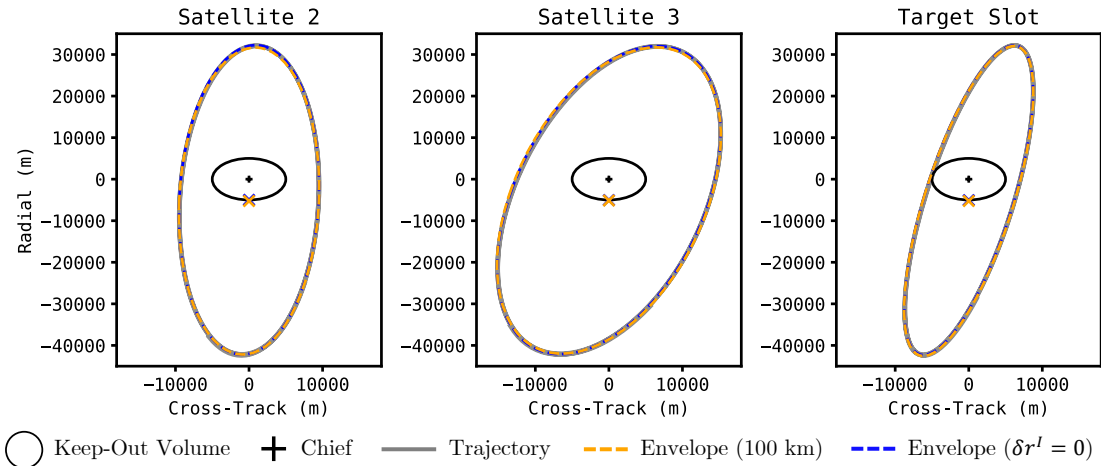 Satellite 2
Satellite 3
Target Slot
30000
20000
10000
0
−10000
−20000
−30000
−40000
Radial (m)
−10000 0 10000
Cross-Track (m)
30000
20000
10000
0
−10000
−20000
−30000
−40000
−10000 0 10000
Cross-Track (m)
30000
20000
10000
0
−10000
−20000
−30000
−40000
−10000 0 10000
Cross-Track (m)
Keep-Out Volume Chief Trajectory Envelope (100 km) Envelope (δr^I = 0)